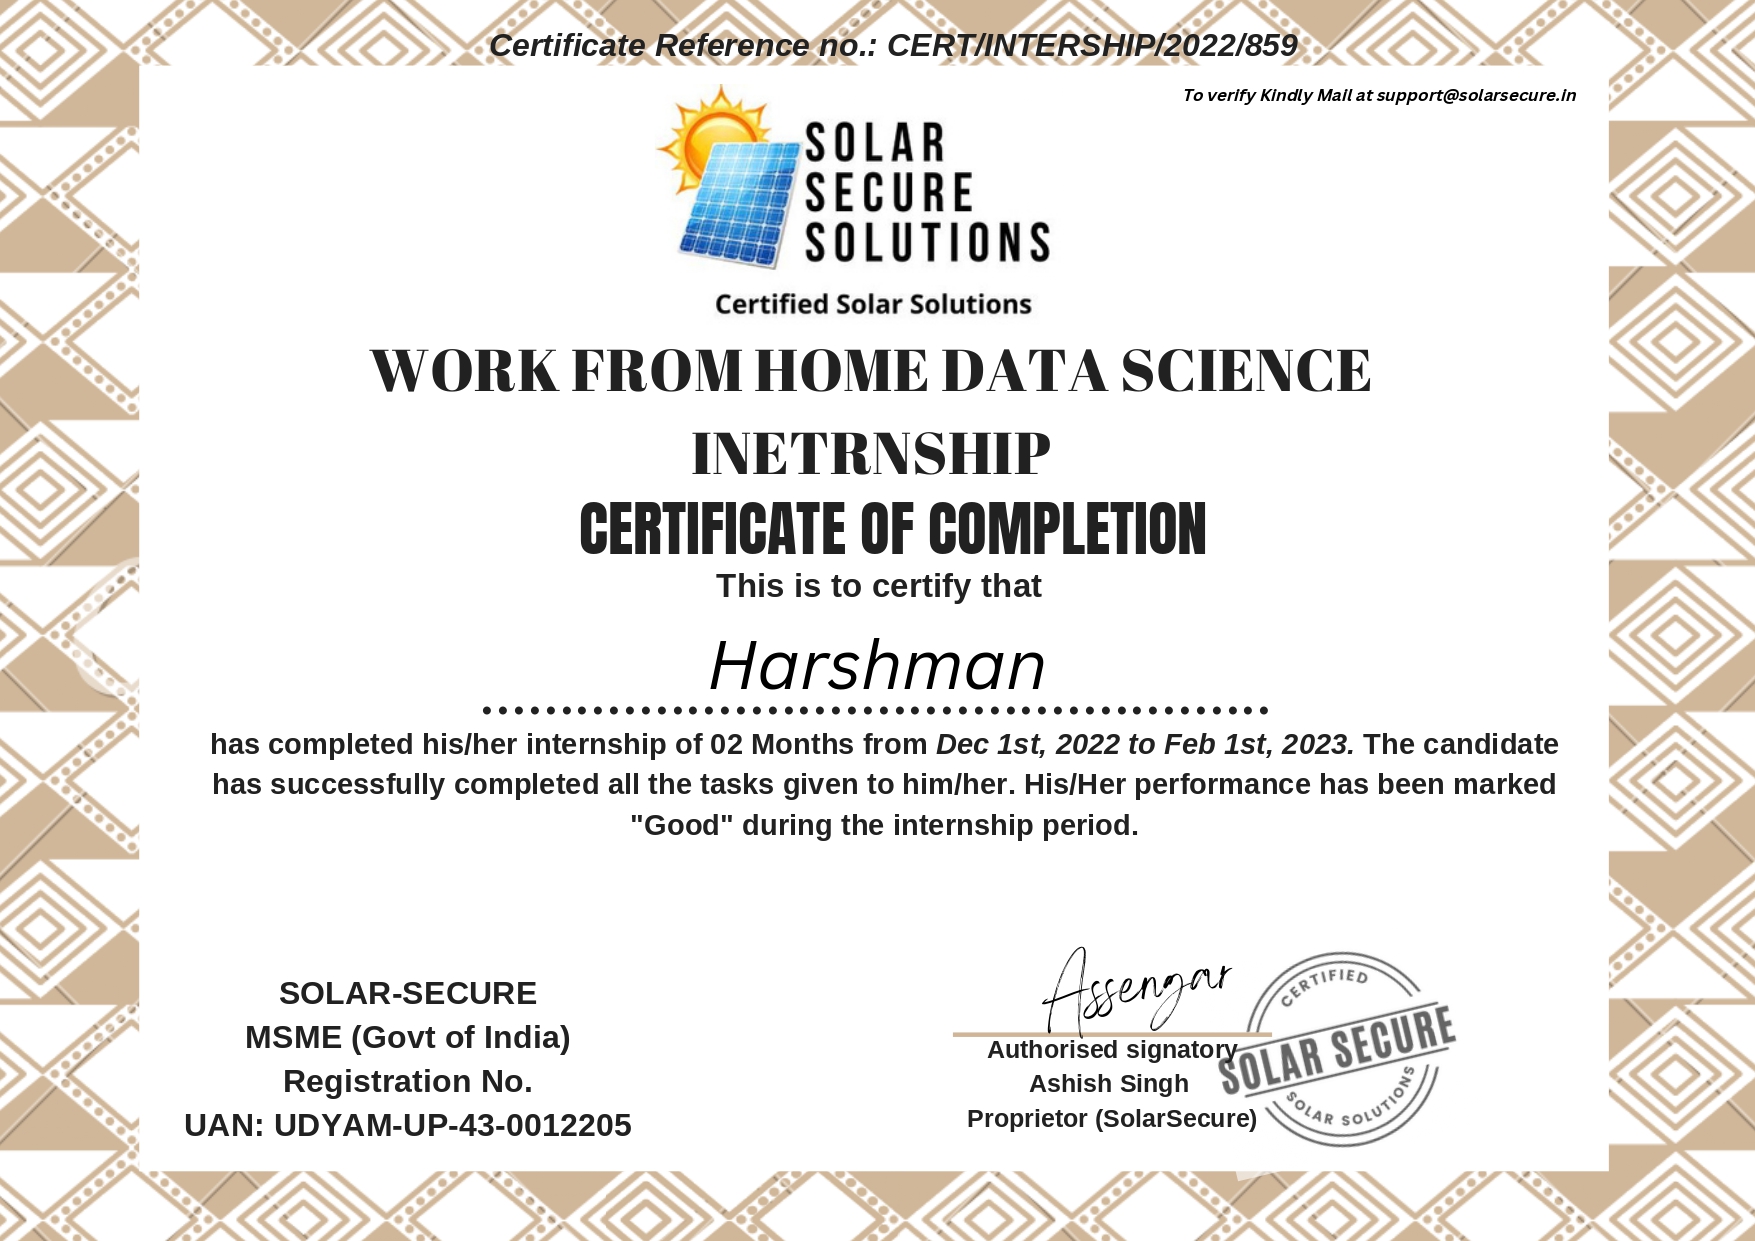 Certificate Reference no.: CERT/INTERSHIP/2022/859
To verify Kindly Mail at support@solarsecure.in
SOLAR
SECURE
SOLUTIONS
Certified Solar Solutions
WORK FROM HOME DATA SCIENCE
INETRNSHIP
CERTIFICATE OF COMPLETION
This is to certify that
Harshman
has completed his/her internship of 02 Months from Dec 1st, 2022 to Feb 1st, 2023. The candidate
has successfully completed all the tasks given to him/her. His/Her performance has been marked
"Good" during the internship period.
SOLAR-SECURE
MSME (Govt of India)
Registration No.
UAN: UDYAM-UP-43-0012205
Assengar
Authorised signatory
Ashish Singh
Proprietor (SolarSecure)
CERTIFIED
SOLAR SECURE
SOLAR SOLUTIONS